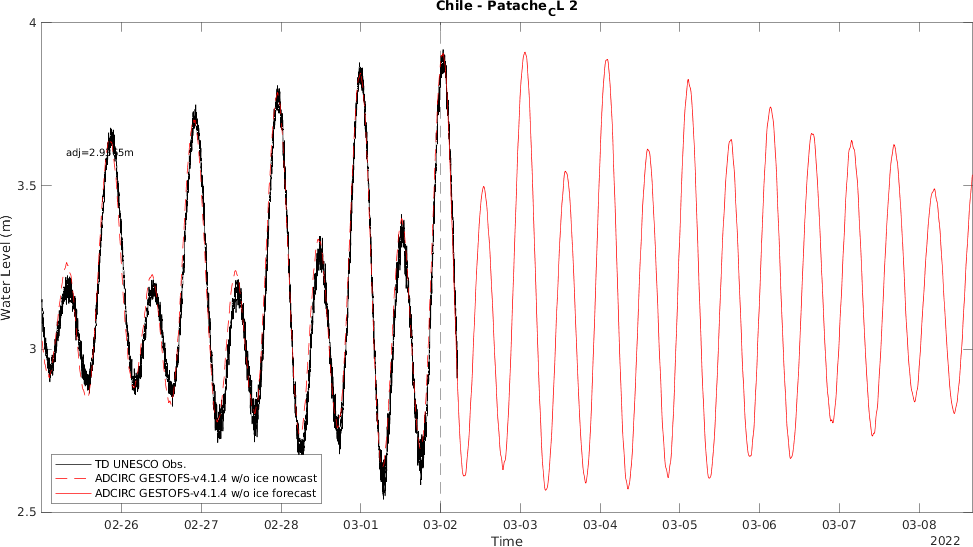 Chile - Patache_CL 2
4
adj=2.9365m
3.5
3
2.5
Water Level (m)
TD UNESCO Obs.
ADCIRC GESTOFS-v4.1.4 w/o ice nowcast
ADCIRC GESTOFS-v4.1.4 w/o ice forecast
02-26 02-27 02-28 03-01 03-02 03-03 03-04 03-05 03-06 03-07 03-08
Time
2022